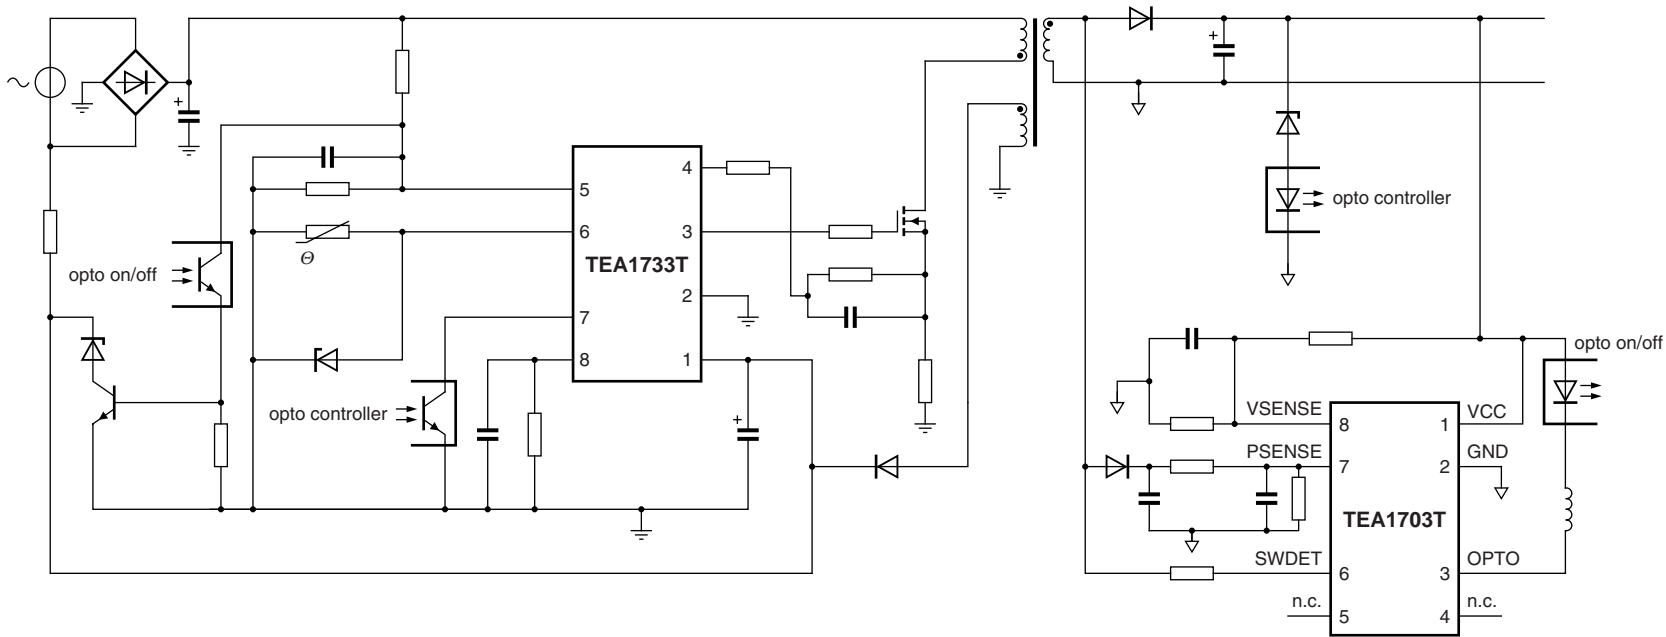 +
+
opto controller
4
5
6
3
Θ
TEA1733T
opto on/off
2
7
8
1
opto controller
+
opto on/off
VSENSE
VCC
8
1
PSENSE
GND
7
2
TEA1703T
SWDET
OPTO
6
3
n.c.
n.c.
5
4